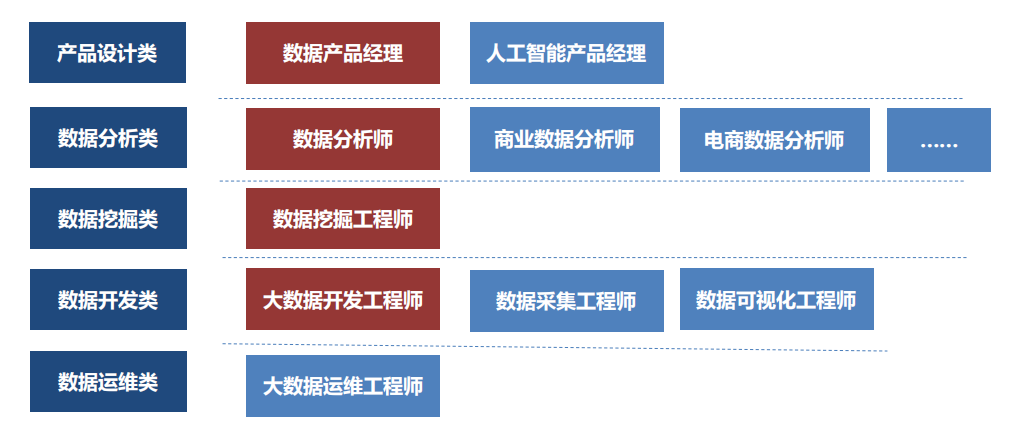 产品设计类
数据产品经理
人工智能产品经理
数据分析类
数据分析师
商业数据分析师
电商数据分析师
……
数据挖掘类
数据挖掘工程师
数据开发类
大数据开发工程师
数据采集工程师
数据可视化工程师
数据运维类
大数据运维工程师